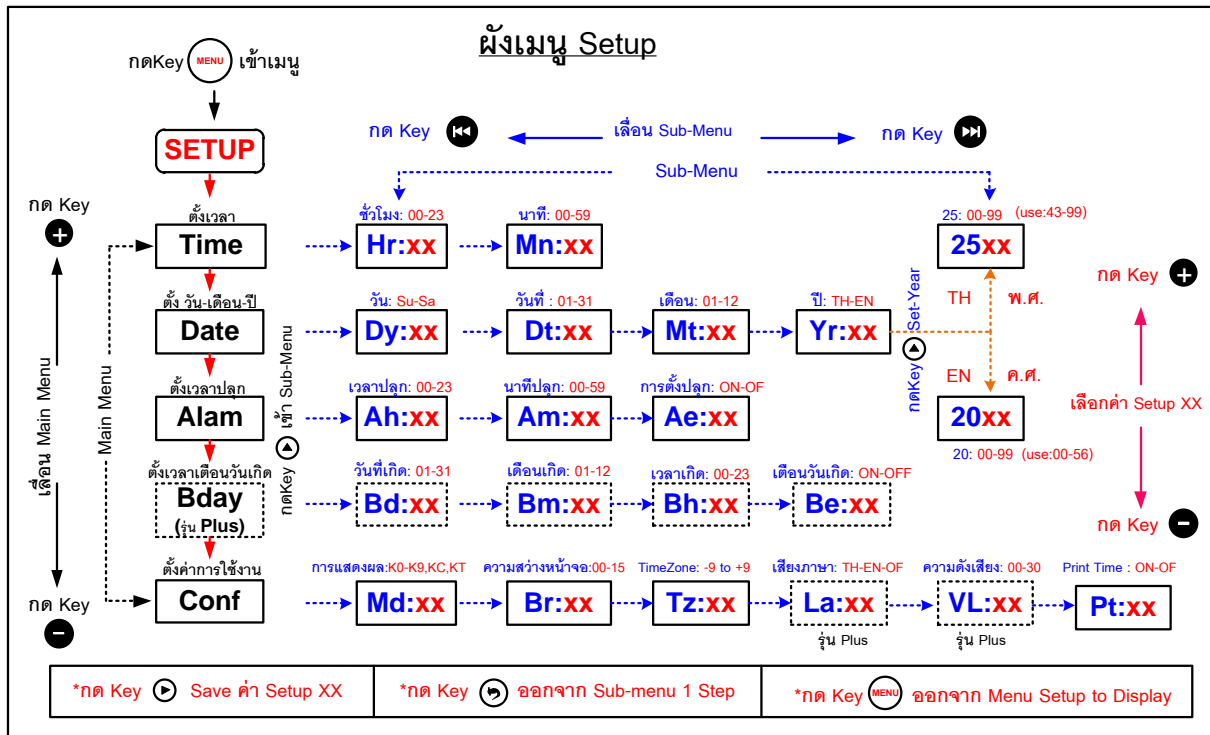 ผังเมนู Setup
กดKey MENU เข้าเมนู
กด Key เลื่อน Sub-Menu กด Key
SETUP
Sub-Menu
กด Key
ตั้งเวลา
Time
ชั่วโมง: 00-23
Hr:xx
นาที: 00-59
Mn:xx
25: 00-99 (use:43-99)
25xx
กด Key
ตั้ง วัน-เดือน-ปี
Date
วัน: Su-Sa
Dy:xx
วันที่ : 01-31
Dt:xx
เดือน: 01-12
Mt:xx
ปี: TH-EN
Yr:xx
กดKey Set-Year
TH พ.ศ.
EN ค.ศ.
20xx
20: 00-99 (use:00-56)
เลือกค่า Setup XX
เลื่อน Main Menu
Main Menu
กดKey เข้า Sub-Menu
ตั้งเวลาปลุก
Alam
เวลาปลุก: 00-23
Ah:xx
นาทีปลุก: 00-59
Am:xx
การตั้งปลุก: ON-OF
Ae:xx
ตั้งเวลาเตือนวันเกิด
Bday
(รุ่น Plus)
วันที่เกิด: 01-31
Bd:xx
เดือนเกิด: 01-12
Bm:xx
เวลาเกิด: 00-23
Bh:xx
เตือนวันเกิด: ON-OFF
Be:xx
กด Key
ตั้งค่าการใช้งาน
Conf
การแสดงผล:K0-K9,KC,KT
Md:xx
ความสว่างหน้าจอ:00-15
Br:xx
TimeZone: -9 to +9
Tz:xx
เสียงภาษา: TH-EN-OF
La:xx
รุ่น Plus
ความดังเสียง: 00-30
VL:xx
รุ่น Plus
Print Time : ON-OF
Pt:xx
กด Key
*กด Key Save ค่า Setup XX
*กด Key ออกจาก Sub-menu 1 Step
*กด Key MENU ออกจาก Menu Setup to Display